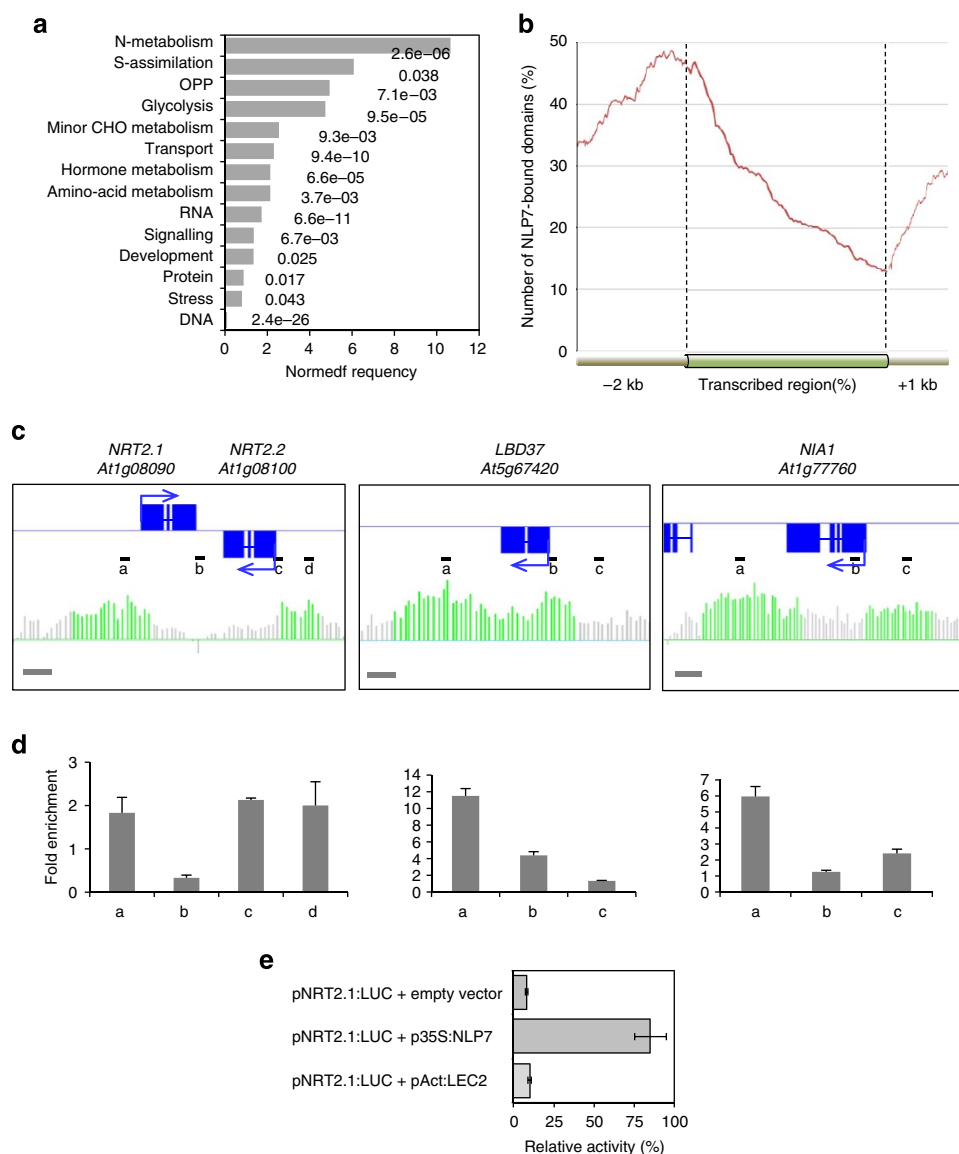 a
N-metabolism 2.6e–06
S-assimilation 0.038
OPP 7.1e–03
Glycolysis 9.5e–05
Minor CHO metabolism 9.3e–03
Transport 9.4e–10
Hormone metabolism 6.6e–05
Amino-acid metabolism 3.7e–03
RNA 6.6e–11
Signalling 6.7e–03
Development 0.025
Protein 0.017
Stress 0.043
DNA 2.4e–26
0 2 4 6 8 10 12
Normedf requency
b
Number of NLP7-bound domains (%)
50
40
30
20
10
0
–2 kb Transcribed region(%) +1 kb
c
NRT2.1
At1g08090
NRT2.2
At1g08100
a b c d
LBD37
At5g67420
a b c
NIA1
At1g77760
a b c
d
Fold enrichment
3
2
1
0
a b c d
14
12
10
8
6
4
2
0
a b c
7
6
5
4
3
2
1
0
a b c
e
pNRT2.1:LUC + empty vector
pNRT2.1:LUC + p35S:NLP7
pNRT2.1:LUC + pAct:LEC2
0 25 50 75 100
Relative activity (%)